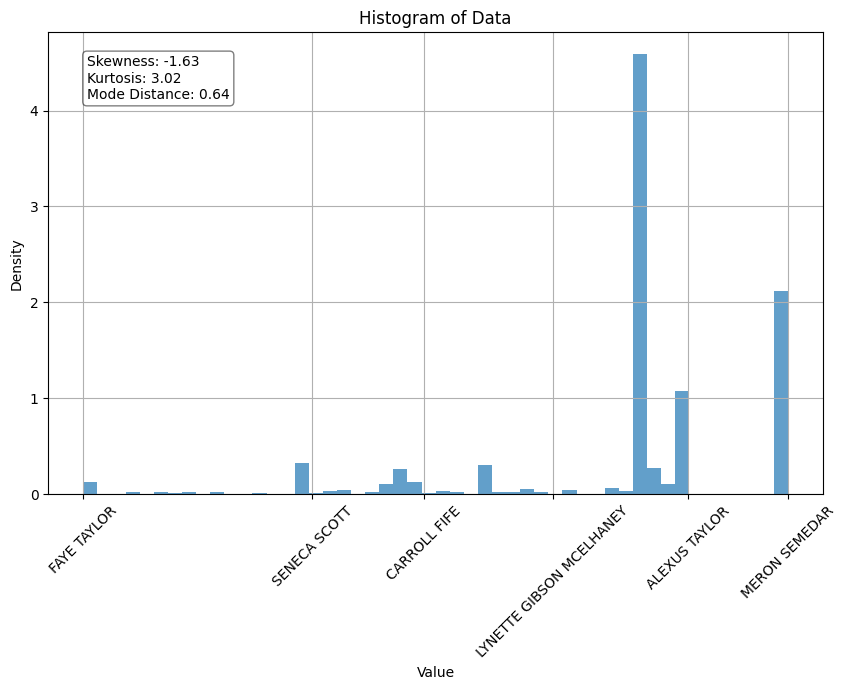 Histogram of Data
Skewness: -1.63
Kurtosis: 3.02
Mode Distance: 0.64
4
3
2
1
0
Density
FAYE TAYLOR
SENECA SCOTT
CARROLL FIFE
LYNETTE GIBSON MCELHANEY
ALEXUS TAYLOR
MERON SEMEDAR
Value